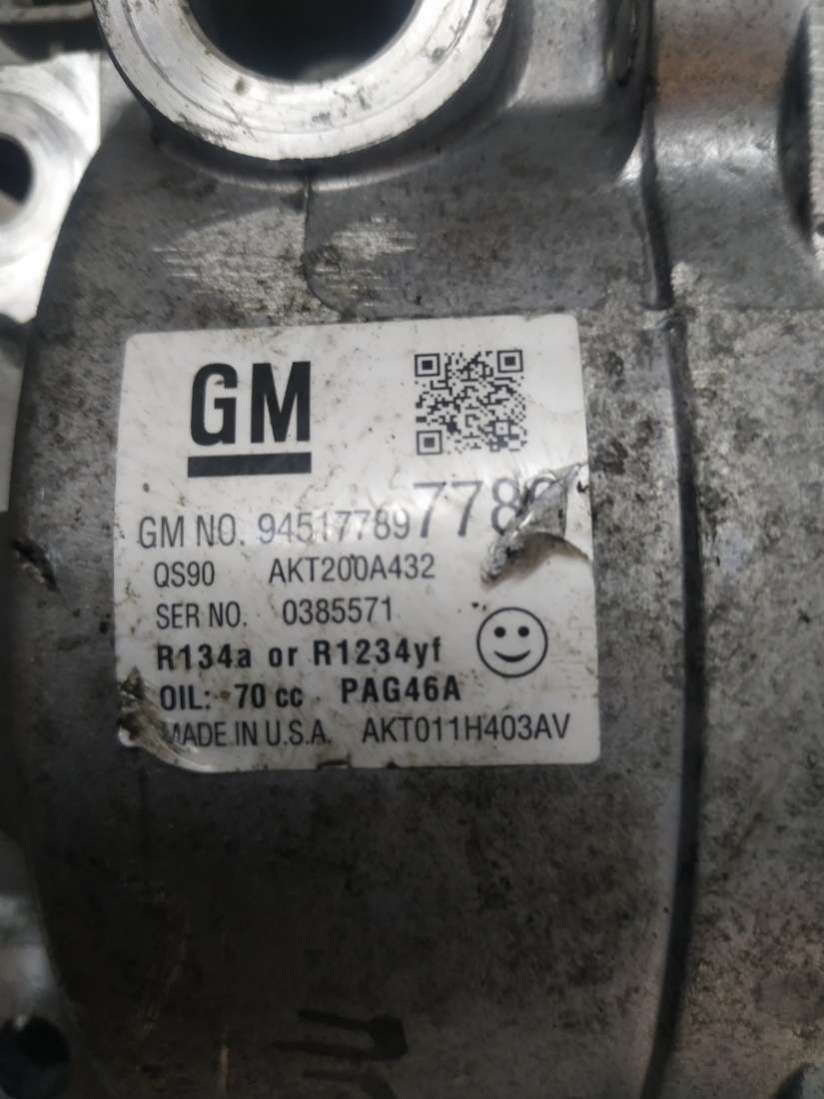 GM
GM NO. 94517789 7789
QS90 AKT200A432
SER NO. 0385571
R134a or R1234yf
OIL: 70 cc PAG46A
MADE IN U.S.A. AKT011H403AV